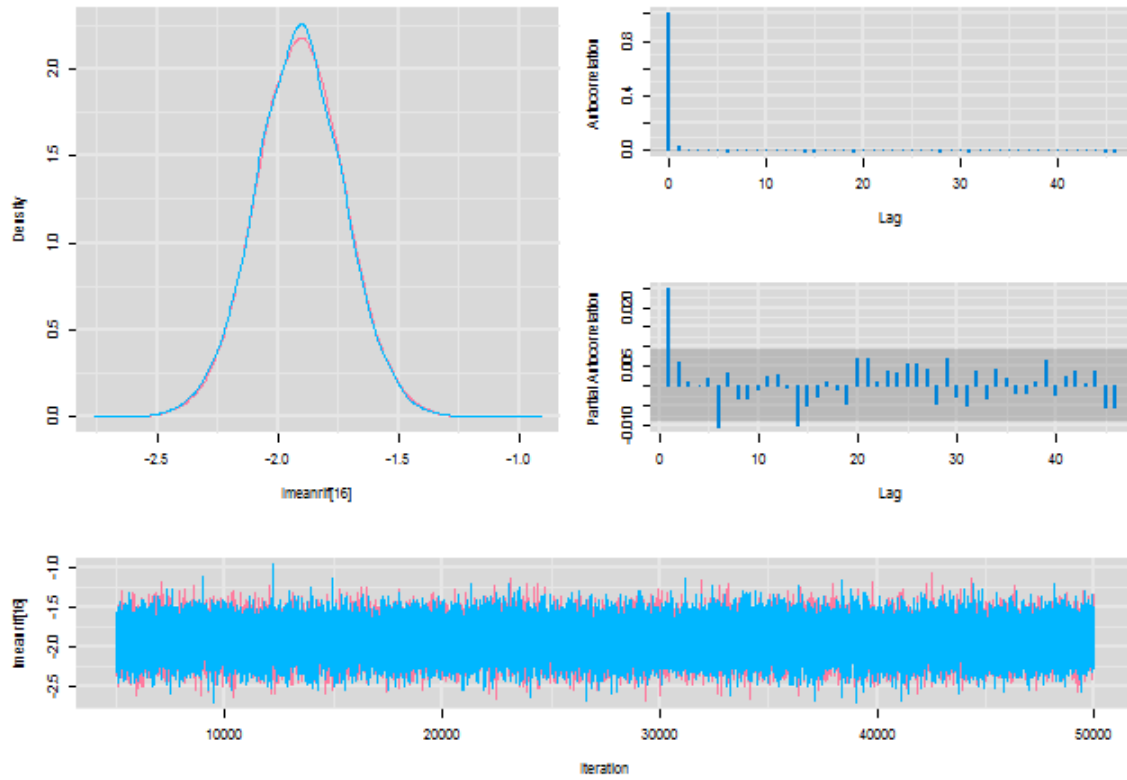 Density
0.0 0.5 1.0 1.5 2.0
-2.5 -2.0 -1.5 -1.0
lmeanrif[16]
Autocorrelation
0.0 0.4 0.8
0 10 20 30 40
Lag
Partial Autocorrelation
-0.010 0.005 0.020
0 10 20 30 40
Lag
lmeanrif[16]
-2.5 -2.0 -1.5 -1.0
10000 20000 30000 40000 50000
Iteration